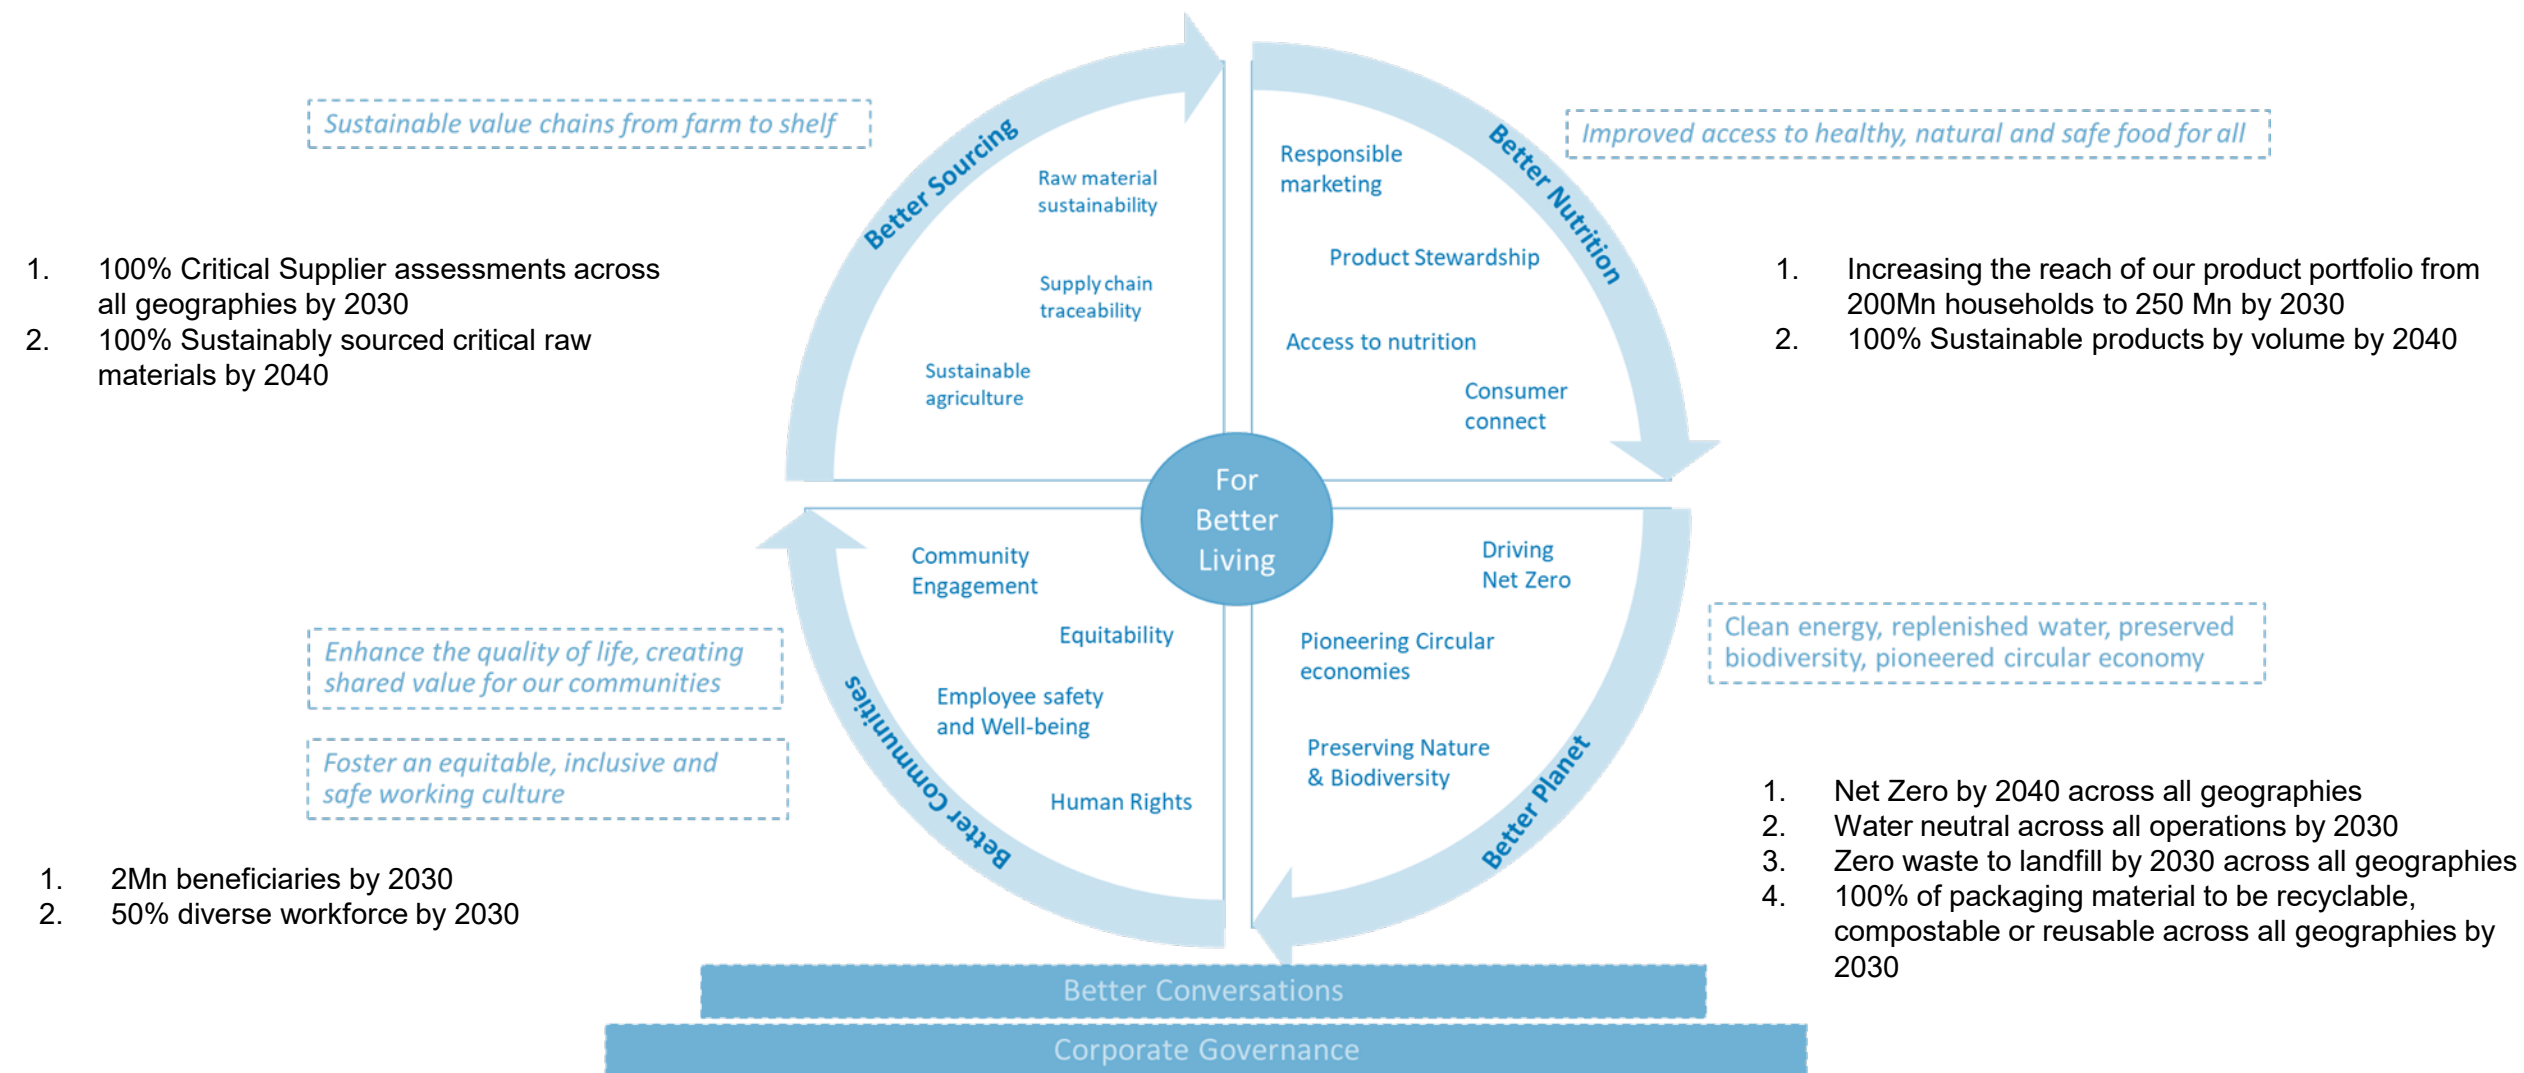 Sustainable value chains from farm to shelf
Better Sourcing
Raw material
sustainability
Supply chain
traceability
Sustainable
agriculture
1. 100% Critical Supplier assessments across
all geographies by 2030
2. 100% Sustainably sourced critical raw
materials by 2040
Improved access to healthy, natural and safe food for all
Better Nutrition
Responsible
marketing
Product Stewardship
Access to nutrition
Consumer
connect
1. Increasing the reach of our product portfolio from
200Mn households to 250 Mn by 2030
2. 100% Sustainable products by volume by 2040
For
Better
Living
Community
Engagement
Equitability
Employee safety
and Well-being
Human Rights
Better Communities
Enhance the quality of life, creating
shared value for our communities
Foster an equitable, inclusive and
safe working culture
1. 2Mn beneficiaries by 2030
2. 50% diverse workforce by 2030
Driving
Net Zero
Pioneering Circular
economies
Preserving Nature
& Biodiversity
Better Planet
Clean energy, replenished water, preserved
biodiversity, pioneered circular economy
1. Net Zero by 2040 across all geographies
2. Water neutral across all operations by 2030
3. Zero waste to landfill by 2030 across all geographies
4. 100% of packaging material to be recyclable,
compostable or reusable across all geographies by
2030
Better Conversations
Corporate Governance